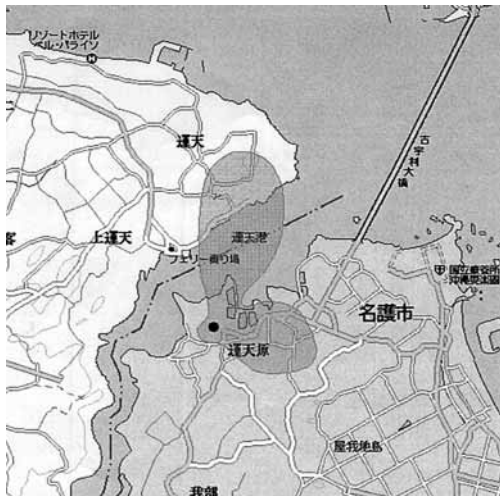 リゾートホテル
ベル・パライソ
H
運天
古宇利大橋
上運天
運天港
フェリー乗り場
国立療養所
沖縄愛楽園
名護市
運天原
屋我地島
我部